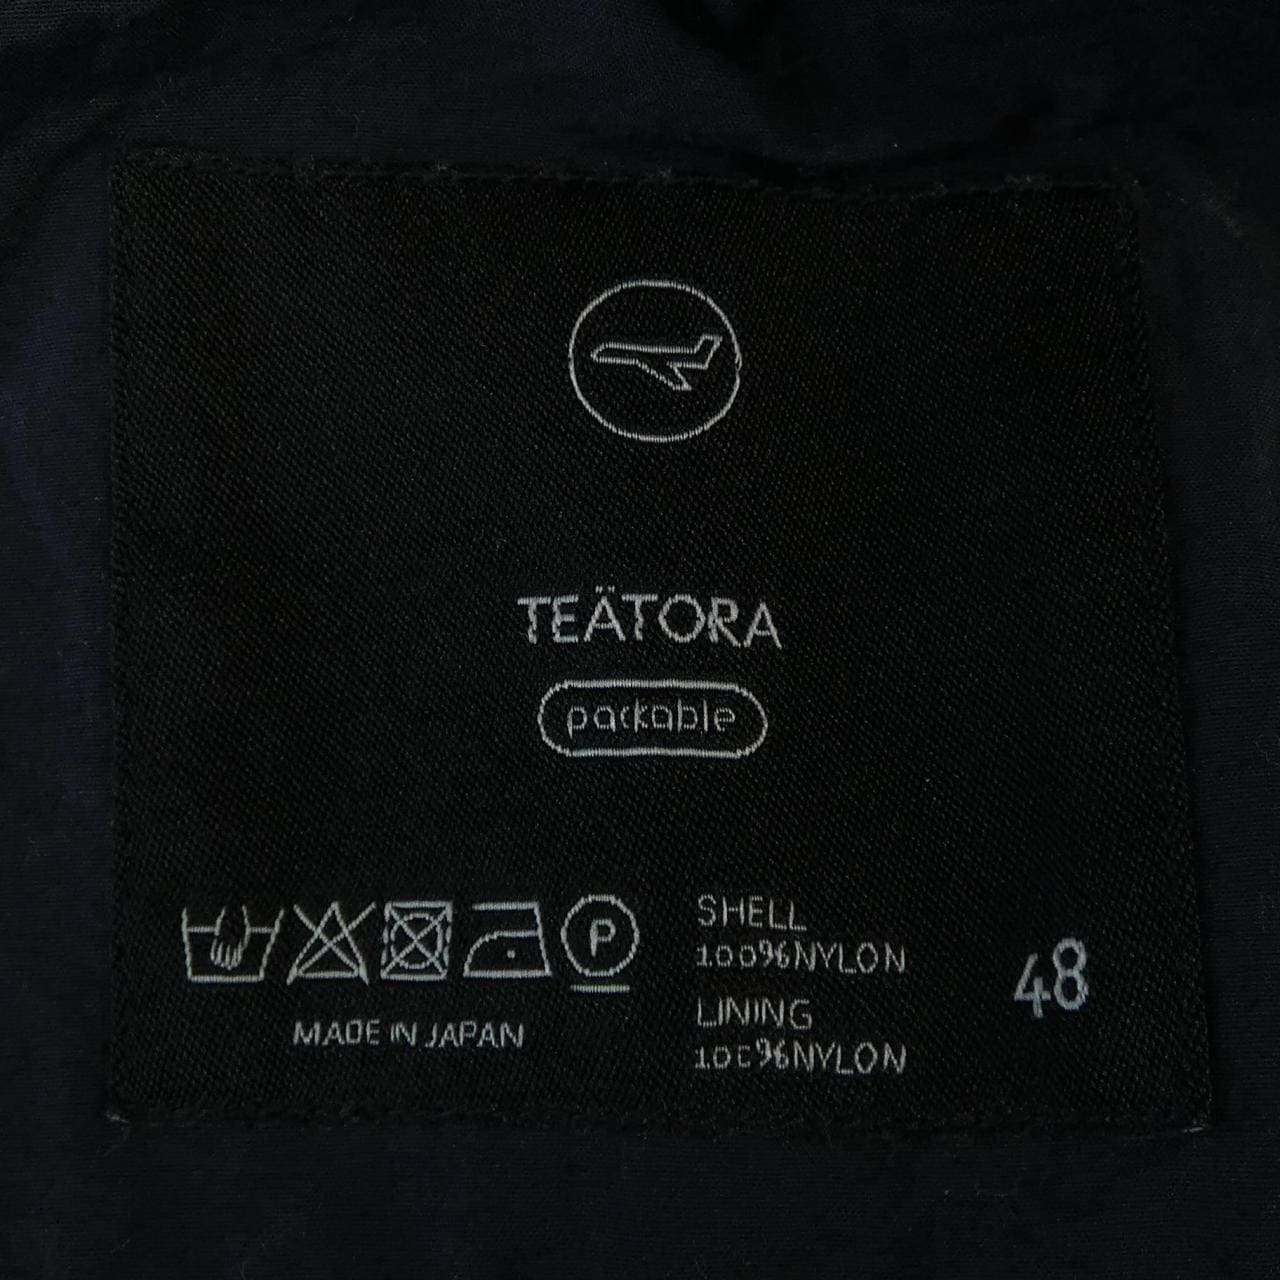 TEÄTORA
packable
P
SHELL
100%NYLON
LINING
100%NYLON
48
MADE IN JAPAN